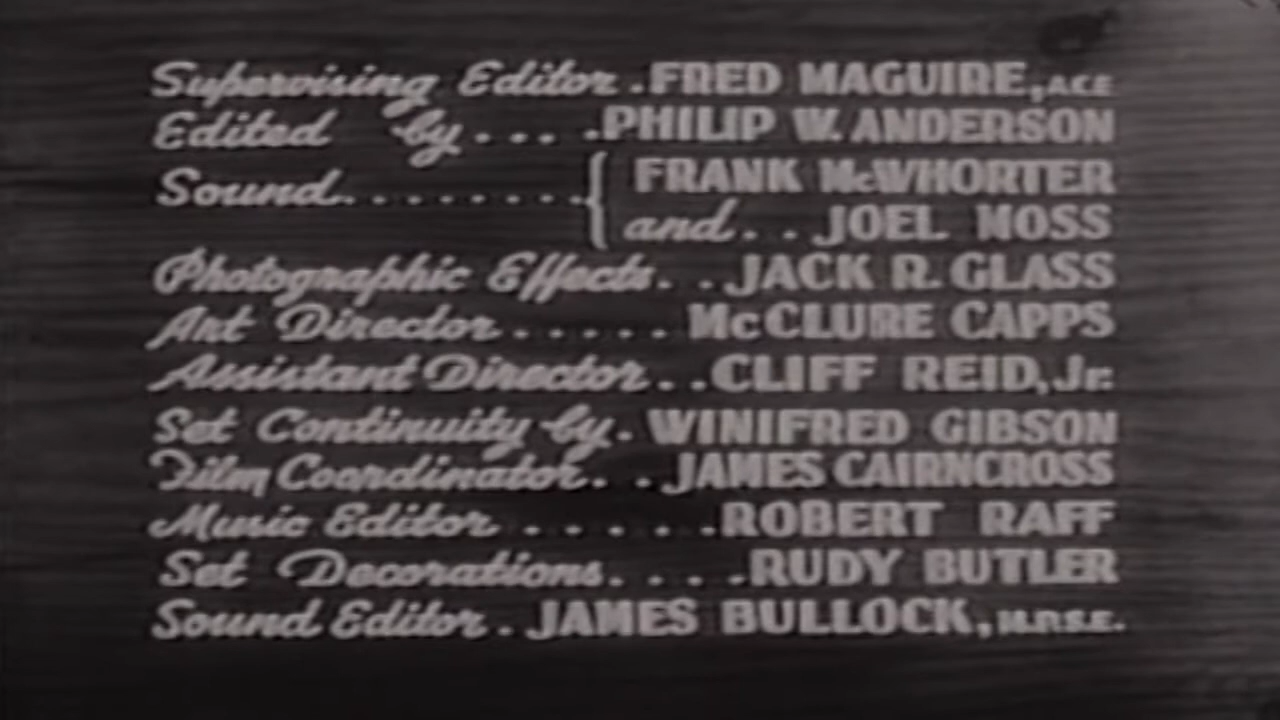 Supervising Editor . FRED MAGUIRE, A.C.E.
Edited by. . . . . PHILIP W. ANDERSON
Sound. . . . . . . . . { FRANK McWHORTER
and . . . JOEL MOSS
Photographic Effects. . . JACK R. GLASS
Art Director . . . . . . McCLURE CAPPS
Assistant Director . . . CLIFF REID, Jr.
Set Continuity by . WINIFRED GIBSON
Film Coordinator. . . JAMES CAIRNCROSS
Music Editor . . . . . . ROBERT RAFF
Set Decorations. . . . . RUDY BUTLER
Sound Editor . JAMES BULLOCK,